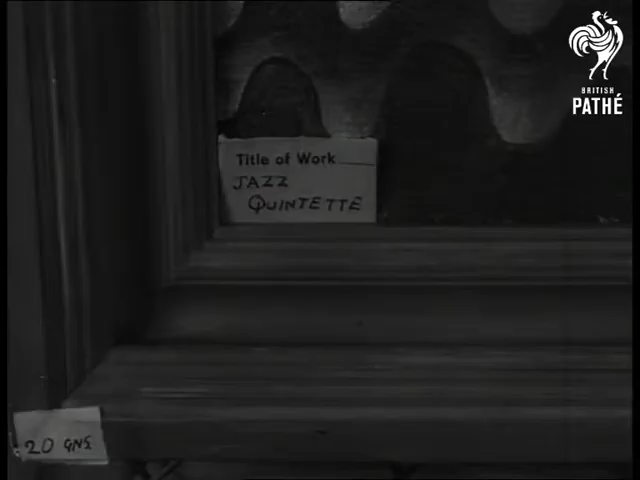 BRITISH
PATHÉ
Title of Work
JAZZ
QUINTETTE
20 GNS